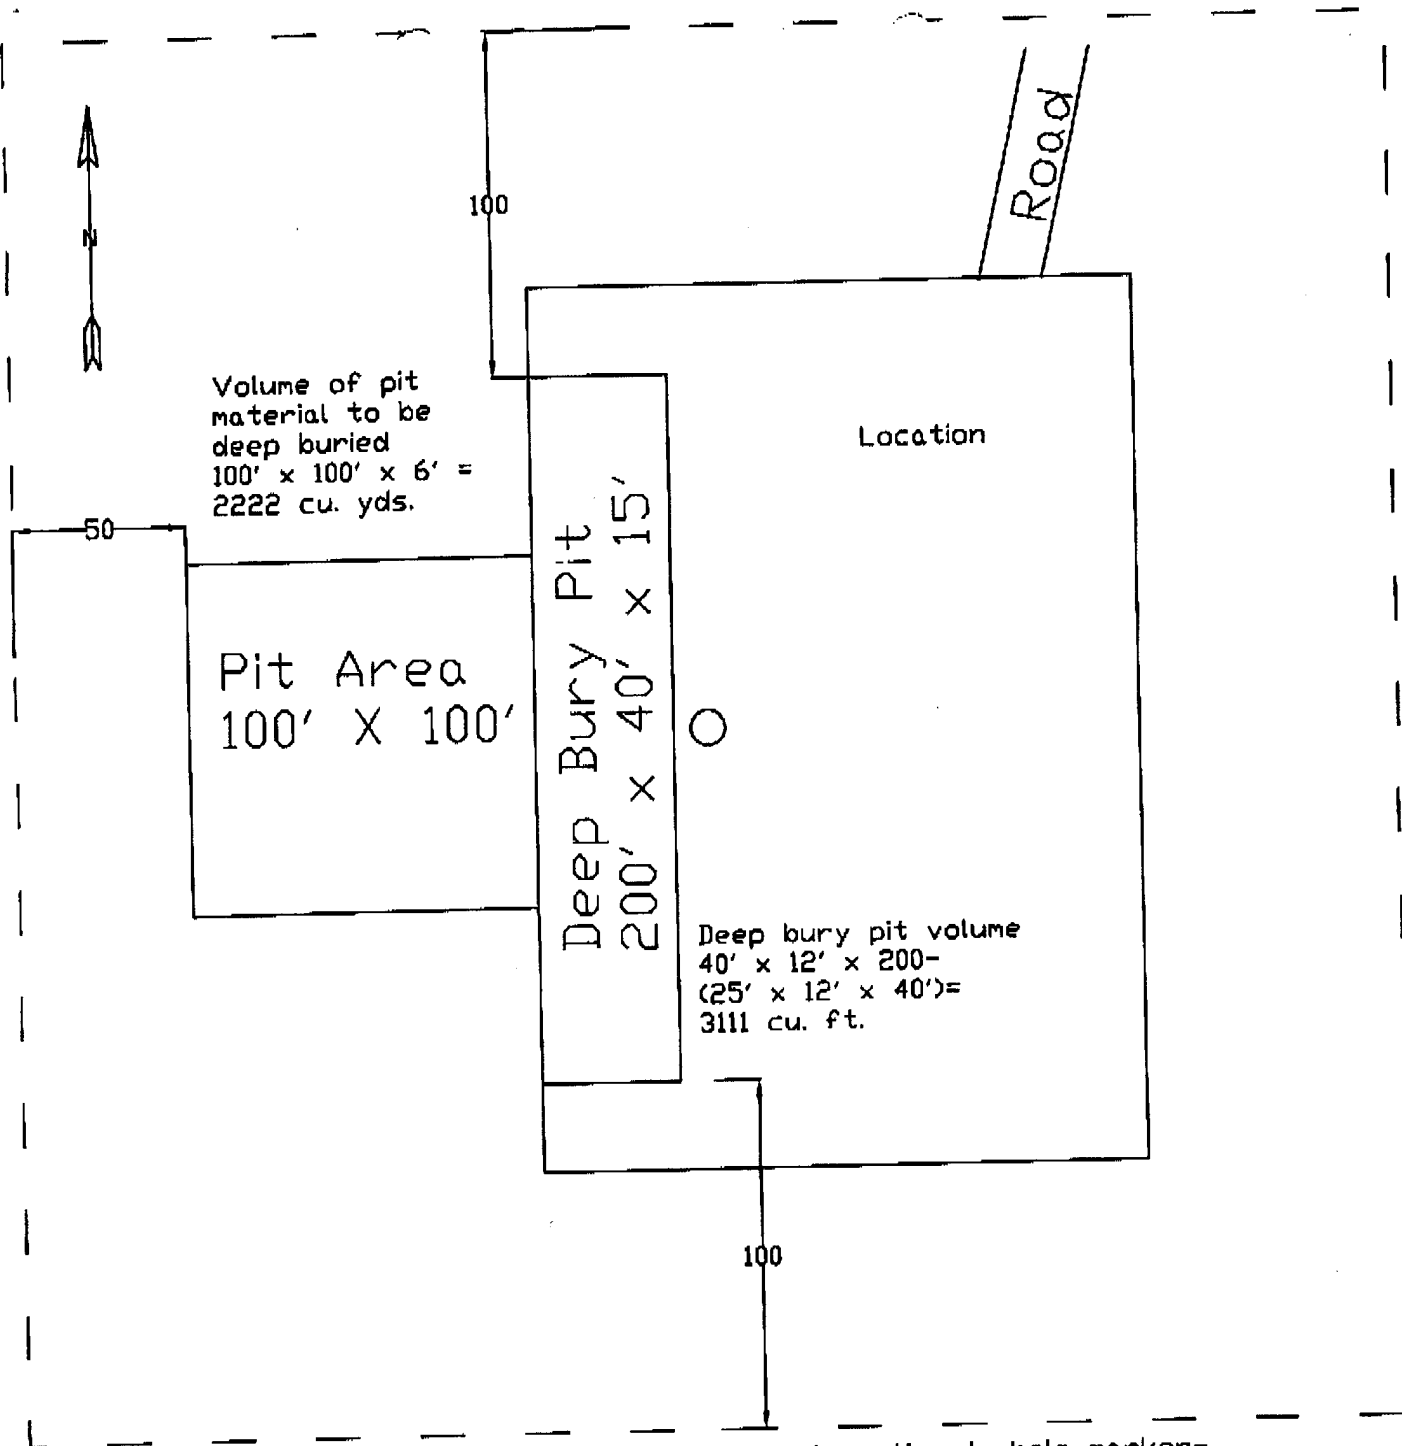 Road
100
N
Volume of pit
material to be
deep buried
100' x 100' x 6' =
2222 cu. yds.
Location
50
Pit Area
100' X 100'
Deep Bury Pit
200' x 40' x 15'
Deep bury pit volume
40' x 12' x 200-
(25' x 12' x 40')=
3111 cu. ft.
100